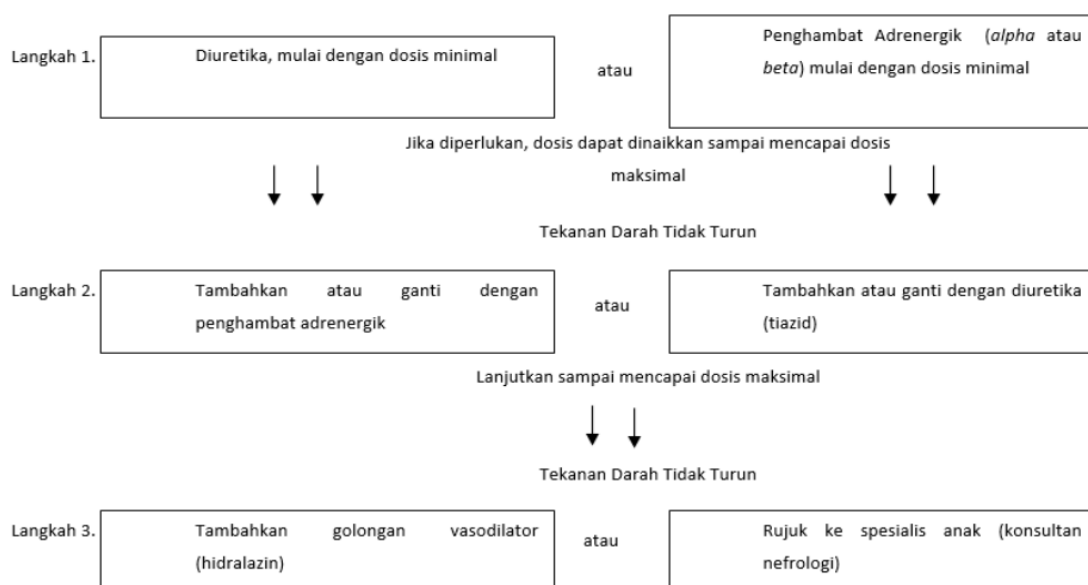 Langkah 1.
Diuretika, mulai dengan dosis minimal
atau
Penghambat Adrenergik (alpha atau
beta) mulai dengan dosis minimal
Jika diperlukan, dosis dapat dinaikkan sampai mencapai dosis
maksimal
Tekanan Darah Tidak Turun
Langkah 2.
Tambahkan atau ganti dengan
penghambat adrenergik
atau
Tambahkan atau ganti dengan diuretika
(tiazid)
Lanjutkan sampai mencapai dosis maksimal
Tekanan Darah Tidak Turun
Langkah 3.
Tambahkan golongan vasodilator
(hidralazin)
atau
Rujuk ke spesialis anak (konsultan
nefrologi)